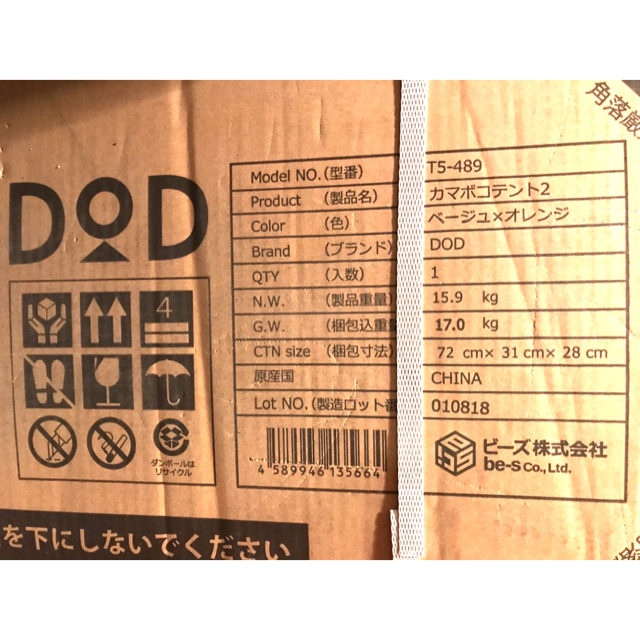 角落厳
DOD
Model NO.(型番) T5-489
Product (製品名) カマボコテント2
Color (色) ベージュ×オレンジ
Brand (ブランド) DOD
QTY (入数) 1
N.W. (製品重量) 15.9 kg
G.W. (梱包込重量 17.0 kg
CTN size (梱包寸法) 72 cm× 31 cm× 28 cm
原産国 CHINA
Lot NO.(製造ロット番 010818
4
ダンボールは
リサイクル
4 589946 135664
ビーズ株式会社
be-s Co., Ltd.
を下にしないでください